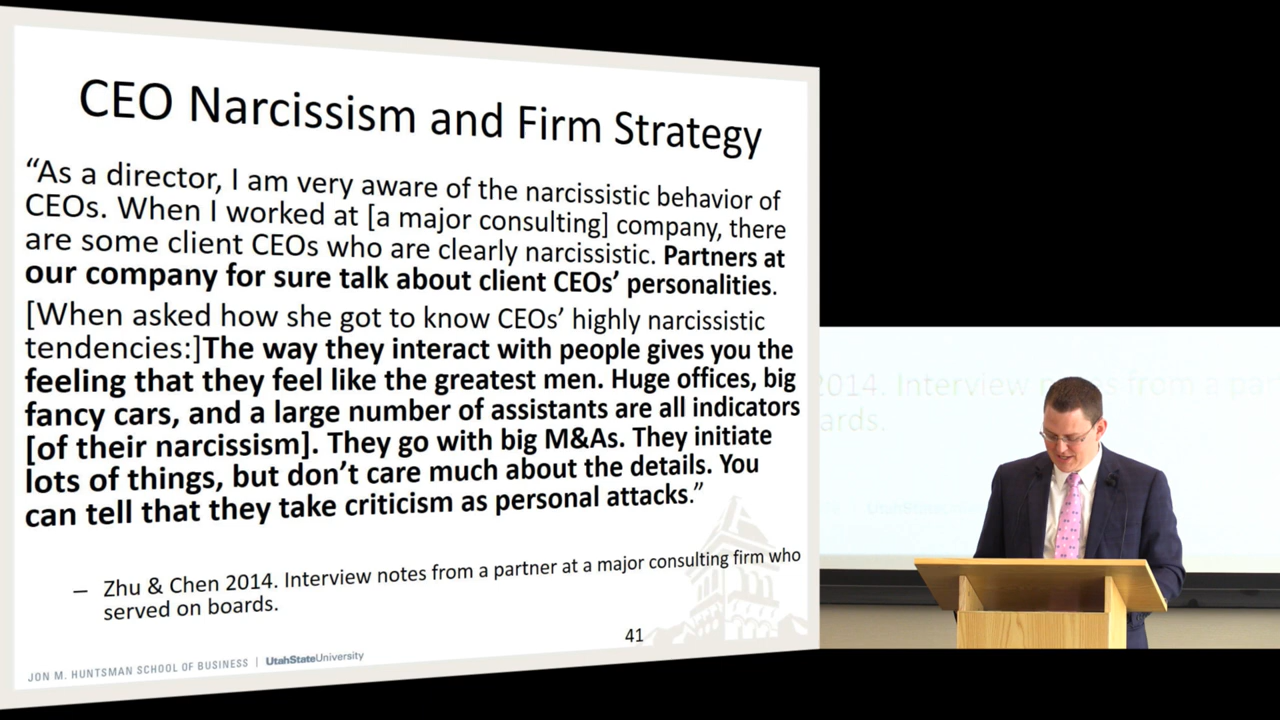 CEO Narcissism and Firm Strategy
“As a director, I am very aware of the narcissistic behavior of
CEOs. When I worked at [a major consulting] company, there
are some client CEOs who are clearly narcissistic. Partners at
our company for sure talk about client CEOs’ personalities.
[When asked how she got to know CEOs’ highly narcissistic
tendencies:]The way they interact with people gives you the
feeling that they feel like the greatest men. Huge offices, big
fancy cars, and a large number of assistants are all indicators
[of their narcissism]. They go with big M&As. They initiate
lots of things, but don’t care much about the details. You
can tell that they take criticism as personal attacks.”
– Zhu & Chen 2014. Interview notes from a partner at a major consulting firm who
served on boards.
41
JON M. HUNTSMAN SCHOOL OF BUSINESS | UtahStateUniversity
2014. Interview notes from a par
ards.